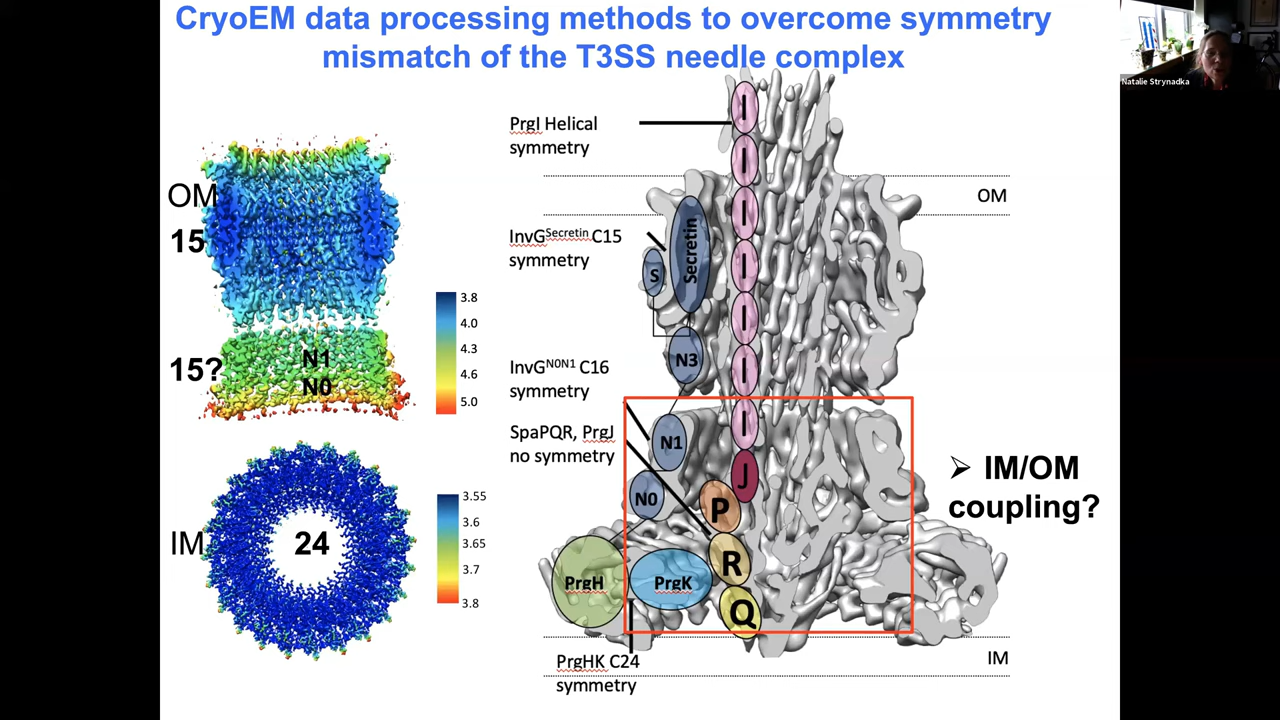 CryoEM data processing methods to overcome symmetry
mismatch of the T3SS needle complex
Natalie Strynadka
OM
15
15?
N1
N0
3.8
4.0
4.3
4.6
5.0
IM
24
3.55
3.6
3.65
3.7
3.8
PrgI Helical
symmetry
InvGSecretin C15
symmetry
InvGN0N1 C16
symmetry
SpaPQR, PrgJ
no symmetry
PrgHK C24
symmetry
I
I
I
I
I
I
I
J
P
R
Q
Secretin
S
N3
N1
N0
PrgH
PrgK
OM
IM
➢ IM/OM
coupling?